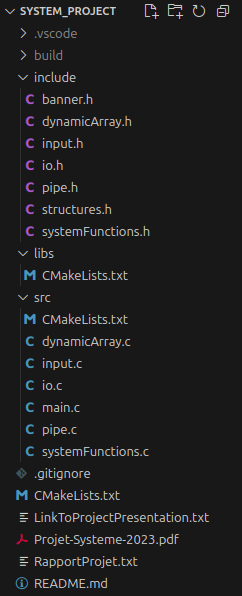 SYSTEM_PROJECT
.vscode
build
include
C banner.h
C dynamicArray.h
C input.h
C io.h
C pipe.h
C structures.h
C systemFunctions.h
libs
M CMakeLists.txt
src
M CMakeLists.txt
C dynamicArray.c
C input.c
C io.c
C main.c
C pipe.c
C systemFunctions.c
.gitignore
M CMakeLists.txt
LinkToProjectPresentation.txt
Projet-Systeme-2023.pdf
RapportProjet.txt
README.md